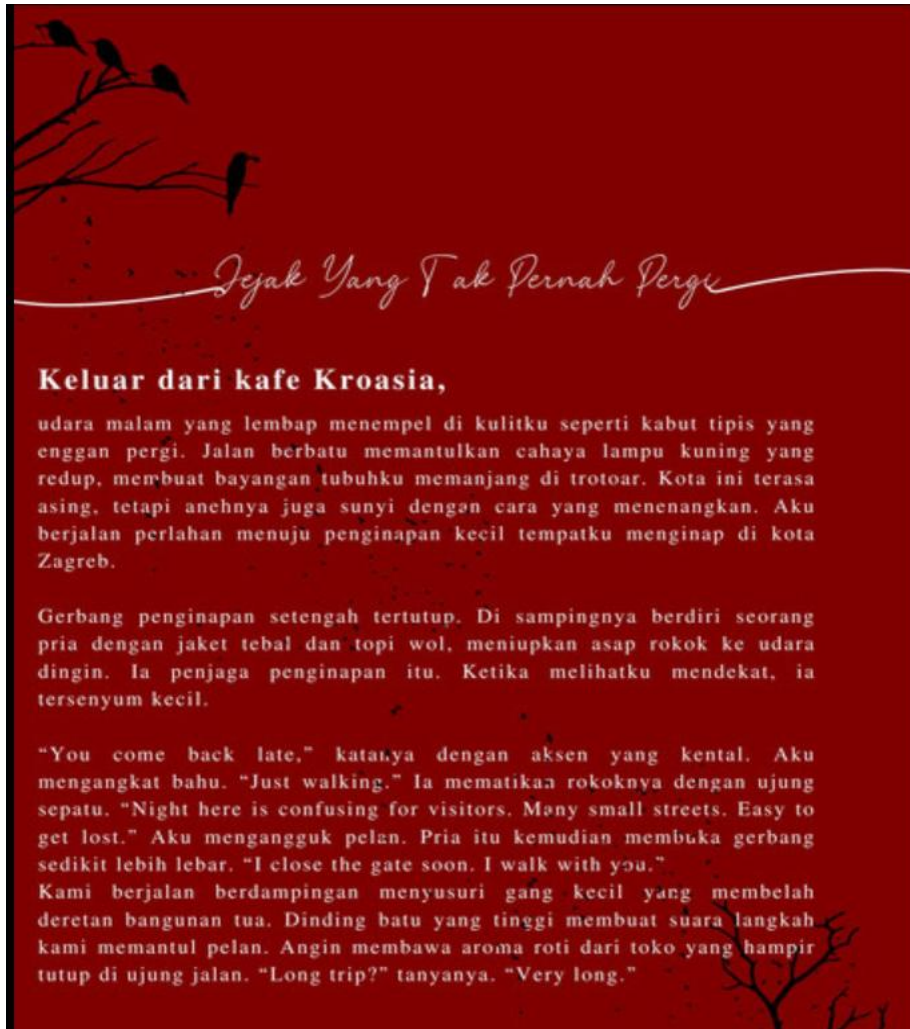 Jejak Yang Tak Pernah Pergi
Keluar dari kafe Kroasia,
udara malam yang lembap menempel di kulitku seperti kabut tipis yang
enggan pergi. Jalan berbatu memantulkan cahaya lampu kuning yang
redup, membuat bayangan tubuhku memanjang di trotoar. Kota ini terasa
asing, tetapi anehnya juga sunyi dengan cara yang menenangkan. Aku
berjalan perlahan menuju penginapan kecil tempatku menginap di kota
Zagreb.
Gerbang penginapan setengah tertutup. Di sampingnya berdiri seorang
pria dengan jaket tebal dan topi wol, meniupkan asap rokok ke udara
dingin. Ia penjaga penginapan itu. Ketika melihatku mendekat, ia
tersenyum kecil.
“You come back late,” katanya dengan aksen yang kental. Aku
mengangkat bahu. “Just walking.” Ia mematikan rokoknya dengan ujung
sepatu. “Night here is confusing for visitors. Many small streets. Easy to
get lost.” Aku mengangguk pelan. Pria itu kemudian membuka gerbang
sedikit lebih lebar. “I close the gate soon. I walk with you.”
Kami berjalan berdampingan menyusuri gang kecil yang membelah
deretan bangunan tua. Dinding batu yang tinggi membuat suara langkah
kami memantul pelan. Angin membawa aroma roti dari toko yang hampir
tutup di ujung jalan. “Long trip?” tanyanya. “Very long.”